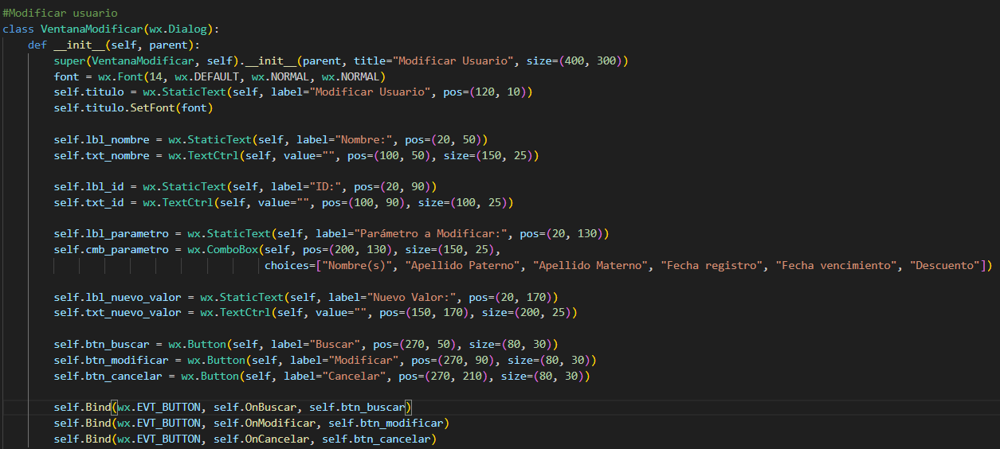 #Modificar usuario
class VentanaModificar(wx.Dialog):
    def __init__(self, parent):
        super(VentanaModificar, self).__init__(parent, title="Modificar Usuario", size=(400, 300))
        font = wx.Font(14, wx.DEFAULT, wx.NORMAL, wx.NORMAL)
        self.titulo = wx.StaticText(self, label="Modificar Usuario", pos=(120, 10))
        self.titulo.SetFont(font)

        self.lbl_nombre = wx.StaticText(self, label="Nombre:", pos=(20, 50))
        self.txt_nombre = wx.TextCtrl(self, value="", pos=(100, 50), size=(150, 25))

        self.lbl_id = wx.StaticText(self, label="ID:", pos=(20, 90))
        self.txt_id = wx.TextCtrl(self, value="", pos=(100, 90), size=(100, 25))

        self.lbl_parametro = wx.StaticText(self, label="Parámetro a Modificar:", pos=(20, 130))
        self.cmb_parametro = wx.ComboBox(self, pos=(200, 130), size=(150, 25),
                                         choices=["Nombre(s)", "Apellido Paterno", "Apellido Materno", "Fecha registro", "Fecha vencimiento", "Descuento"])

        self.lbl_nuevo_valor = wx.StaticText(self, label="Nuevo Valor:", pos=(20, 170))
        self.txt_nuevo_valor = wx.TextCtrl(self, value="", pos=(150, 170), size=(200, 25))

        self.btn_buscar = wx.Button(self, label="Buscar", pos=(270, 50), size=(80, 30))
        self.btn_modificar = wx.Button(self, label="Modificar", pos=(270, 90), size=(80, 30))
        self.btn_cancelar = wx.Button(self, label="Cancelar", pos=(270, 210), size=(80, 30))

        self.Bind(wx.EVT_BUTTON, self.OnBuscar, self.btn_buscar)
        self.Bind(wx.EVT_BUTTON, self.OnModificar, self.btn_modificar)
        self.Bind(wx.EVT_BUTTON, self.OnCancelar, self.btn_cancelar)